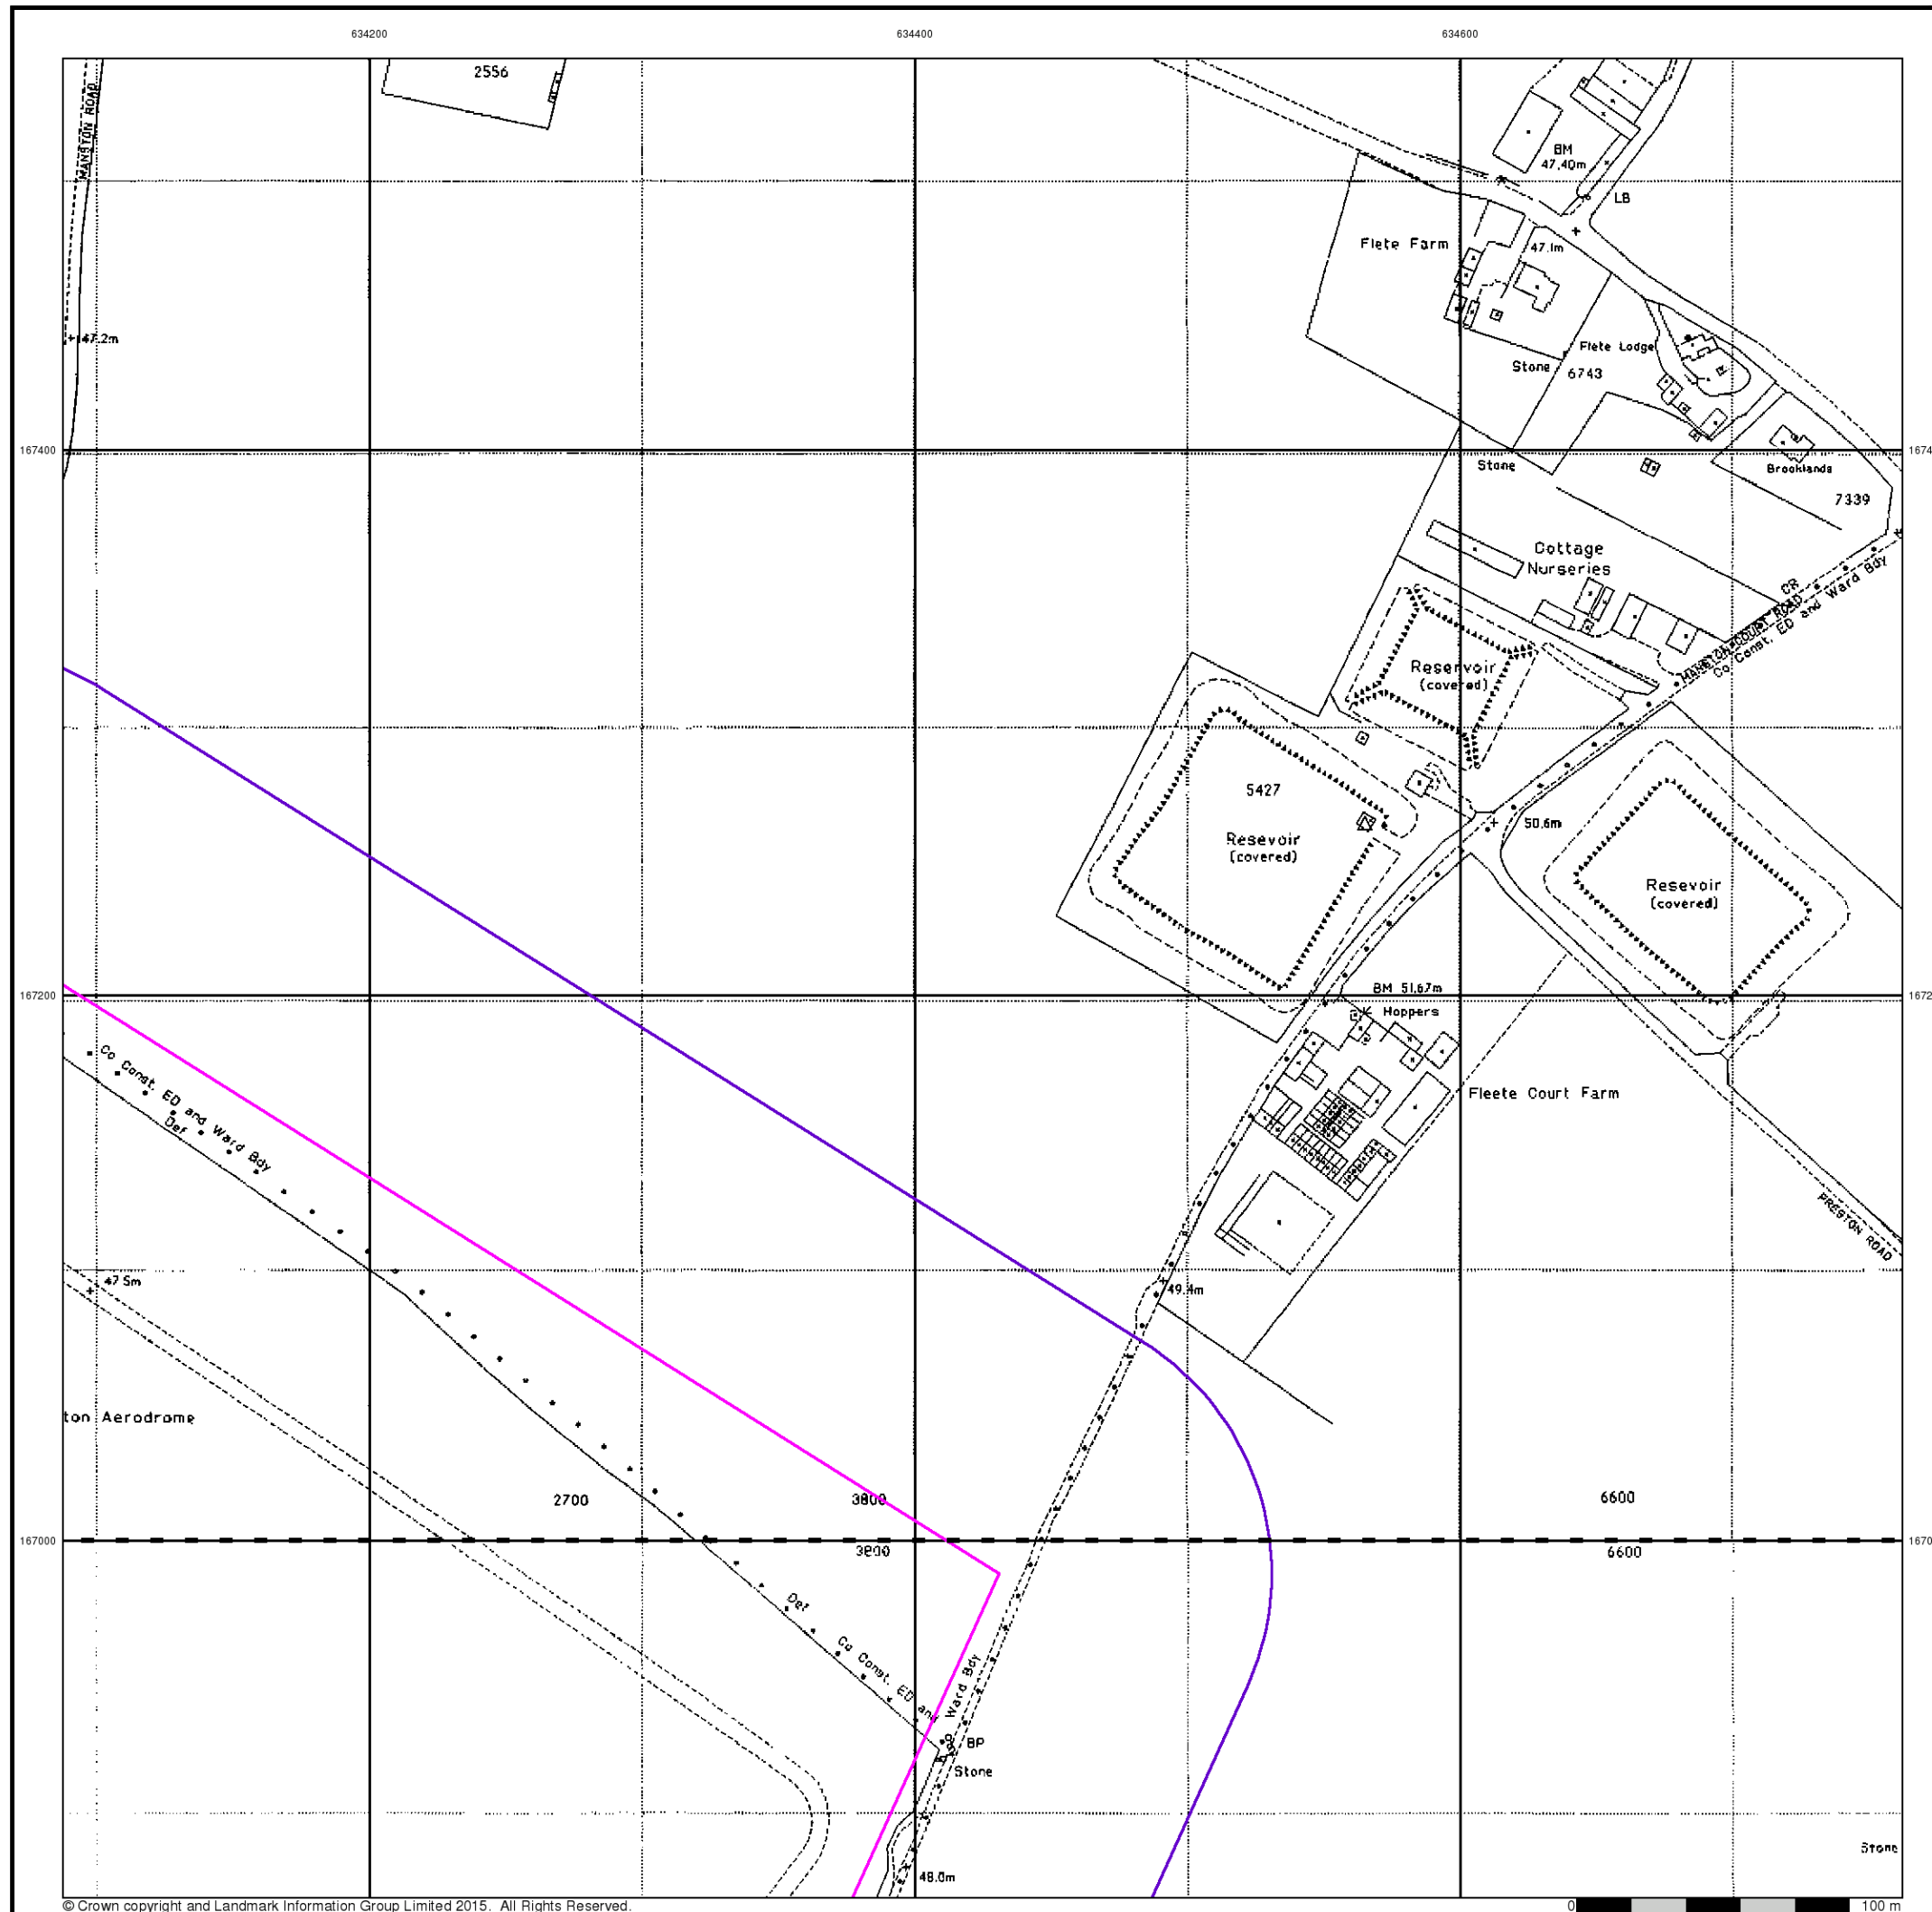 634200
634400
634600
2556
MANSTON ROAD
BM
47.40m
LB
Flete Farm
47.1m
47.2m
Flete Lodge
Stone
6743
167400
Stone
Brooklands
7339
Cottage
Nurseries
CR
MANSTON COURT ROAD
Co Const, ED and Ward Bdy
Reservoir
(covered)
5427
50.6m
Resevoir
(covered)
Resevoir
(covered)
167200
BM 51.67m
Hoppers
Co Const, ED and Ward Bdy
Def
Fleete Court Farm
PRESTON ROAD
47.5m
49.4m
ton Aerodrome
2700
3800
6600
167000
6600
Def
Co Const, ED and
Ward Bdy
BP
Stone
Stone
48.0m
© Crown copyright and Landmark Information Group Limited 2015. All Rights Reserved.
0
100 m